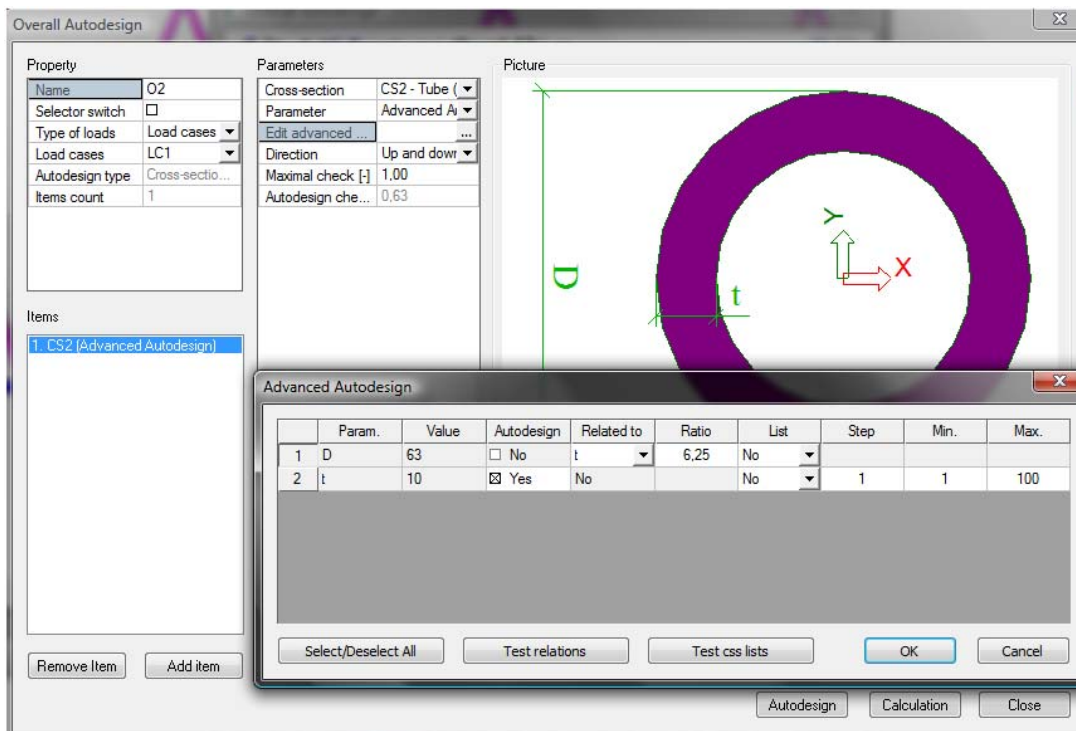 Overall Autodesign
Property
Name O2
Selector switch
Type of loads Load cases
Load cases LC1
Autodesign type Cross-sectio...
Items count 1
Parameters
Cross-section CS2 - Tube (
Parameter Advanced A
Edit advanced ... ...
Direction Up and down
Maximal check [-] 1,00
Autodesign che... 0,63
Picture
D
t
Y
X
Items
1. CS2 (Advanced Autodesign)
Remove Item Add item
Advanced Autodesign
Param. Value Autodesign Related to Ratio List Step Min. Max.
1 D 63 No t 6,25 No
2 t 10 Yes No No 1 1 100
Select/Deselect All Test relations Test css lists OK Cancel
Autodesign Calculation Close